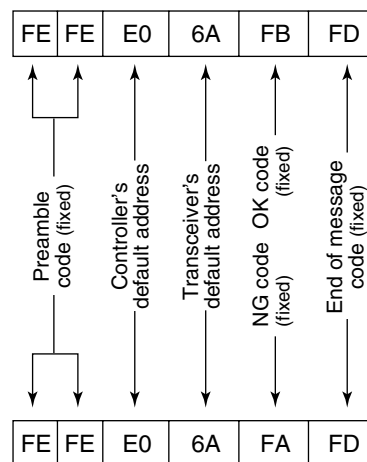 FE FE E0 6A FB FD
Preamble
code (fixed)
Controller's
default address
Transceiver's
default address
OK code
(fixed)
NG code
(fixed)
End of message
code (fixed)
FE FE E0 6A FA FD